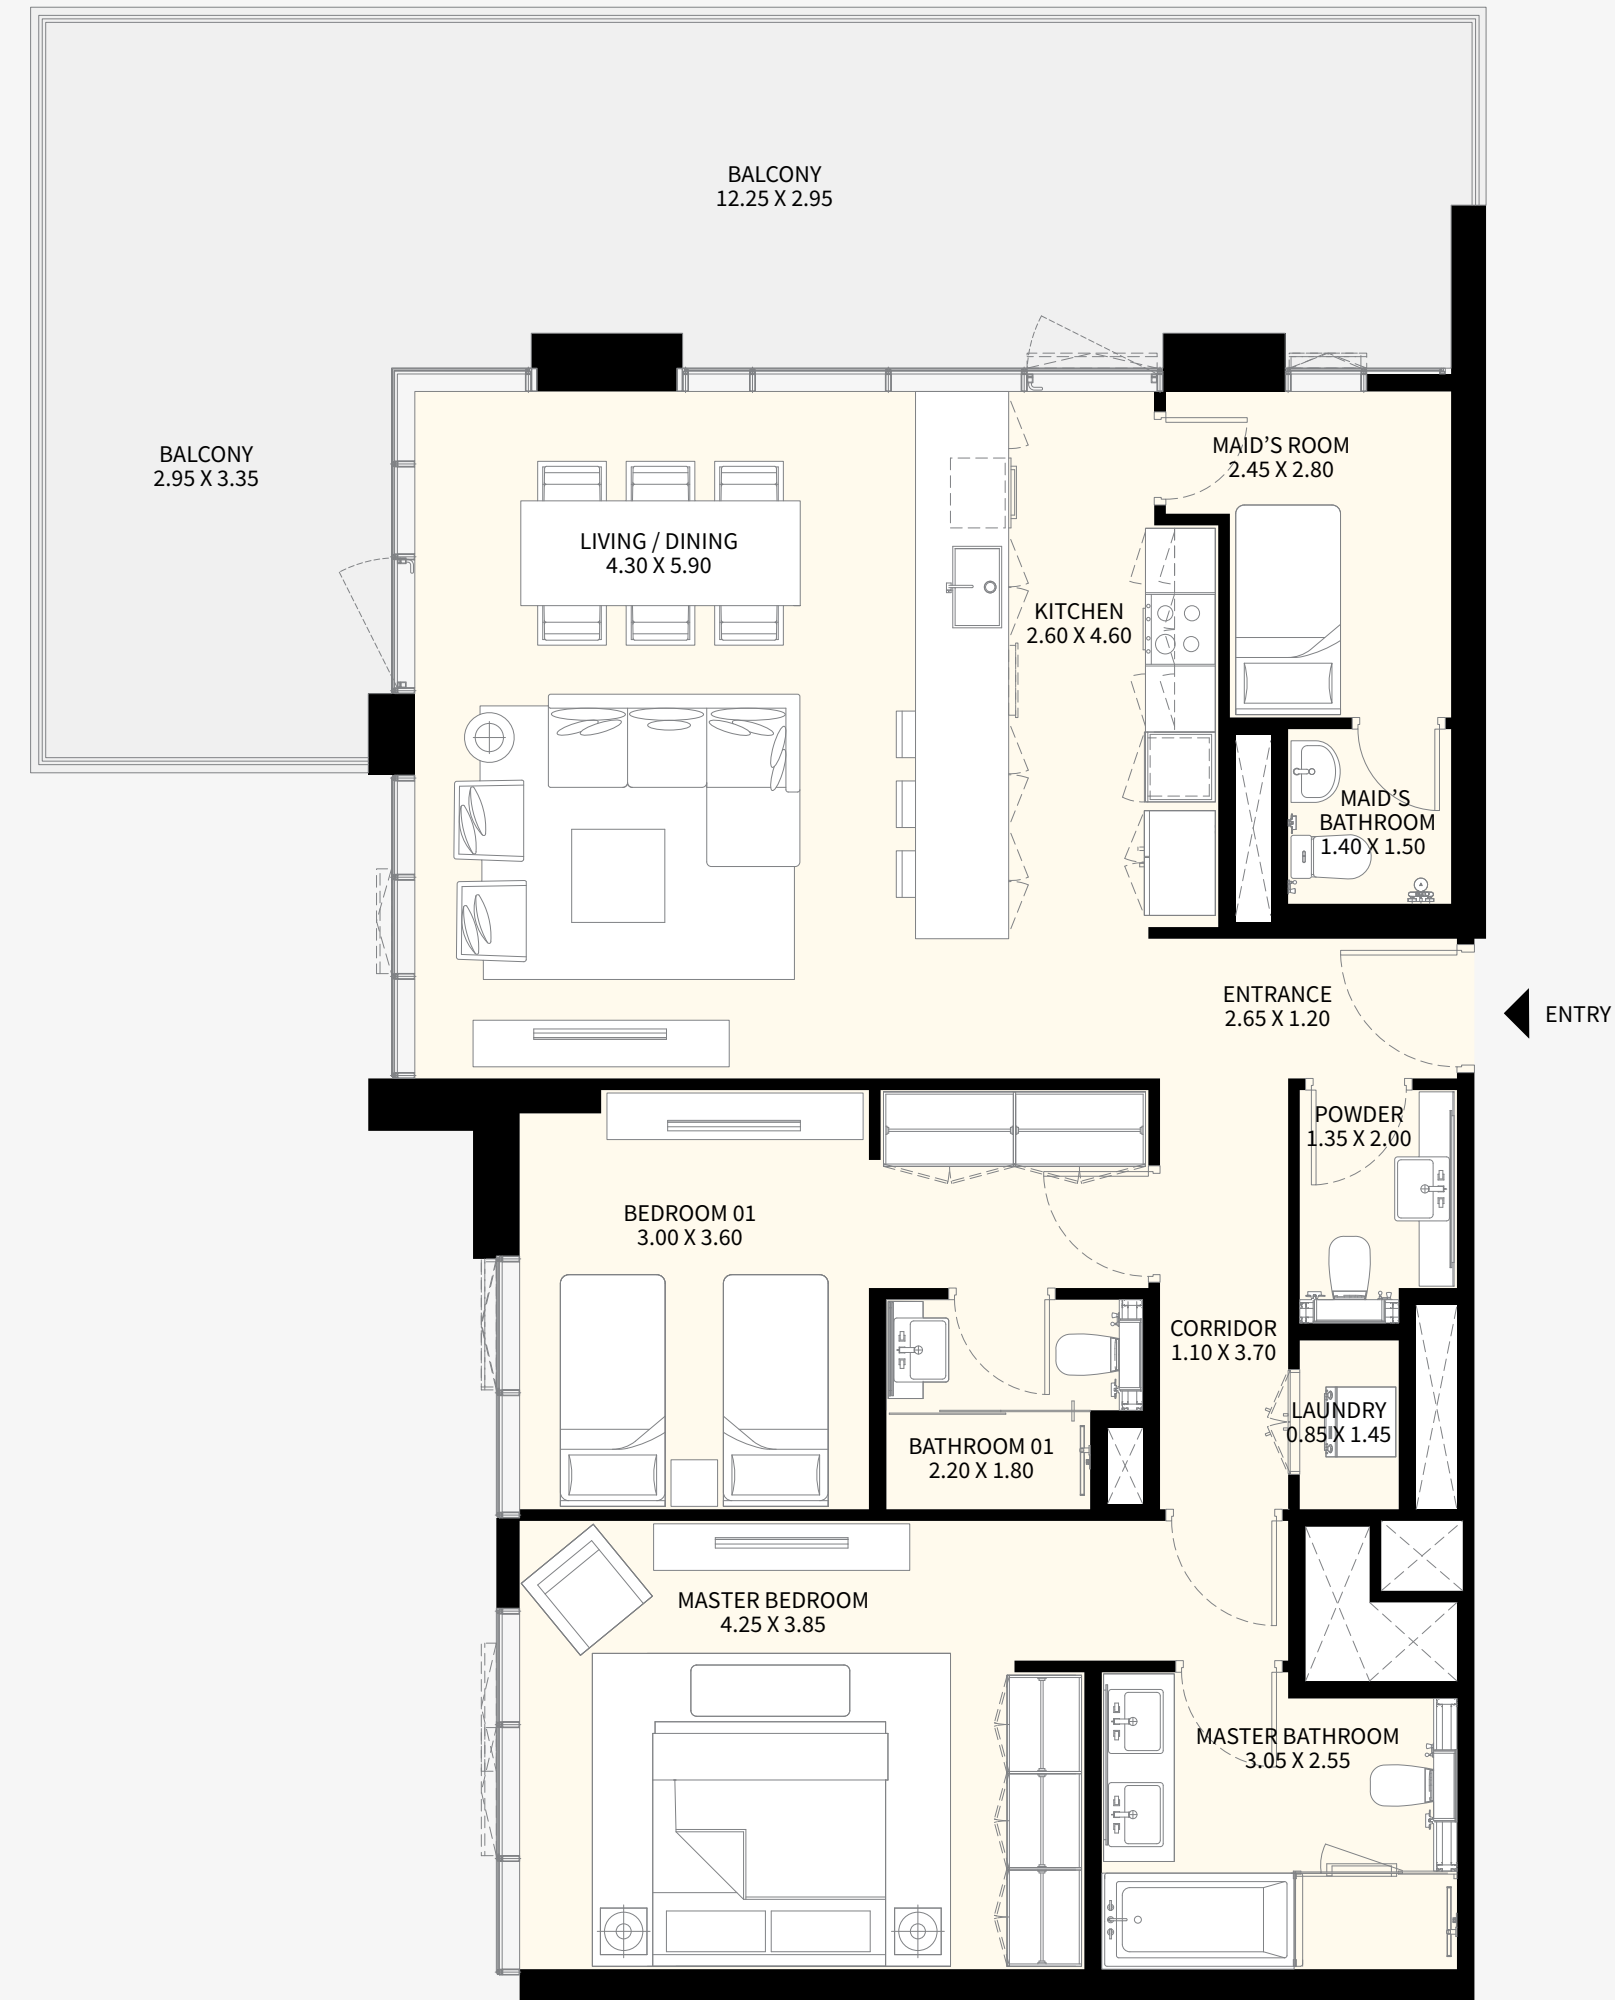 BALCONY
12.25 X 2.95
BALCONY
2.95 X 3.35
MAID’S ROOM
2.45 X 2.80
LIVING / DINING
4.30 X 5.90
KITCHEN
2.60 X 4.60
MAID’S
BATHROOM
1.40 X 1.50
ENTRANCE
2.65 X 1.20
ENTRY
POWDER
1.35 X 2.00
BEDROOM 01
3.00 X 3.60
CORRIDOR
1.10 X 3.70
LAUNDRY
0.85 X 1.45
BATHROOM 01
2.20 X 1.80
MASTER BEDROOM
4.25 X 3.85
MASTER BATHROOM
3.05 X 2.55